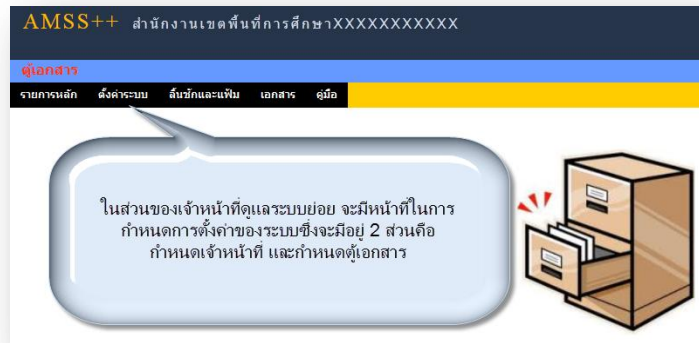 AMSS++ สำนักงานเขตพื้นที่การศึกษาXXXXXXXXXXX
ตู้เอกสาร
รายการหลัก ตั้งค่าระบบ ลิ้นชักและแฟ้ม เอกสาร คู่มือ
ในส่วนของเจ้าหน้าที่ดูแลระบบย่อย จะมีหน้าที่ในการ
กำหนดการตั้งค่าของระบบซึ่งจะมีอยู่ 2 ส่วนคือ
กำหนดเจ้าหน้าที่ และกำหนดตู้เอกสาร